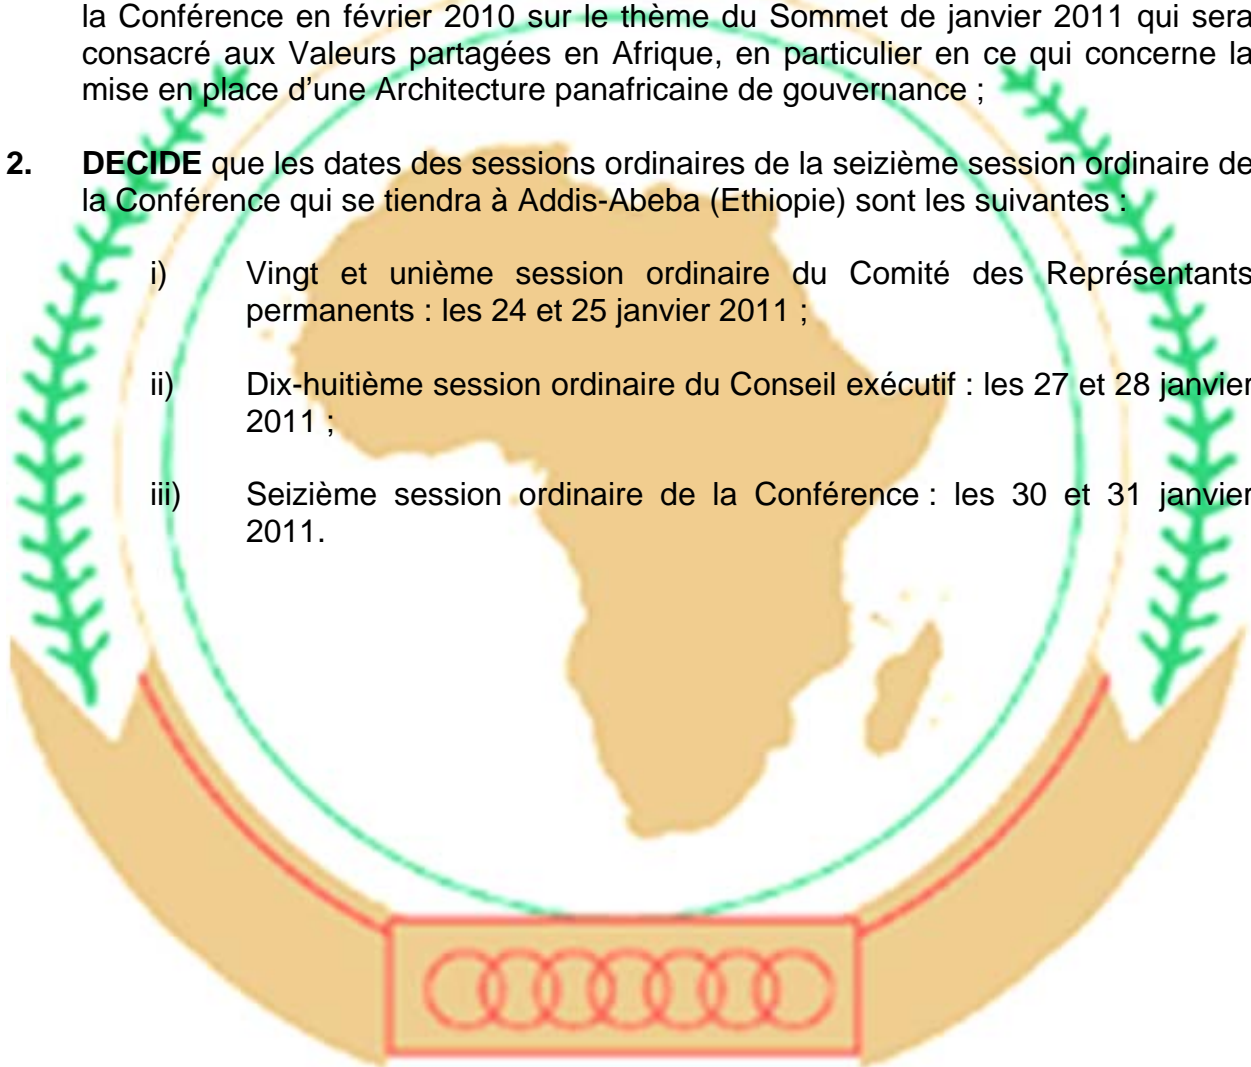 la Conférence en février 2010 sur le thème du Sommet de janvier 2011 qui sera
consacré aux Valeurs partagées en Afrique, en particulier en ce qui concerne la
mise en place d’une Architecture panafricaine de gouvernance ;
2. DECIDE que les dates des sessions ordinaires de la seizième session ordinaire de
la Conférence qui se tiendra à Addis-Abeba (Ethiopie) sont les suivantes :
i) Vingt et unième session ordinaire du Comité des Représentants
permanents : les 24 et 25 janvier 2011 ;
ii) Dix-huitième session ordinaire du Conseil exécutif : les 27 et 28 janvier
2011 ;
iii) Seizième session ordinaire de la Conférence : les 30 et 31 janvier
2011.